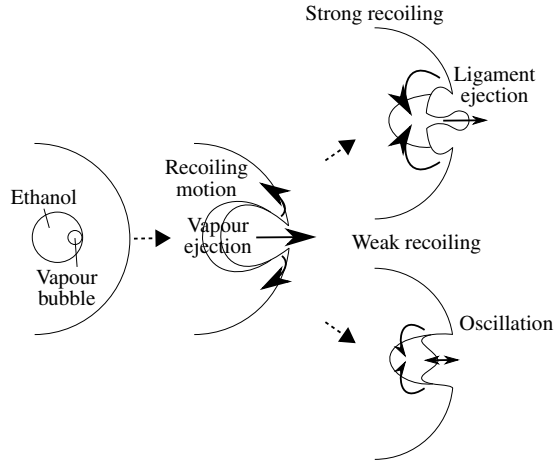 Strong recoiling
Ligament
ejection
Recoiling
motion
Ethanol
Vapour
ejection
Weak recoiling
Vapour
bubble
Oscillation